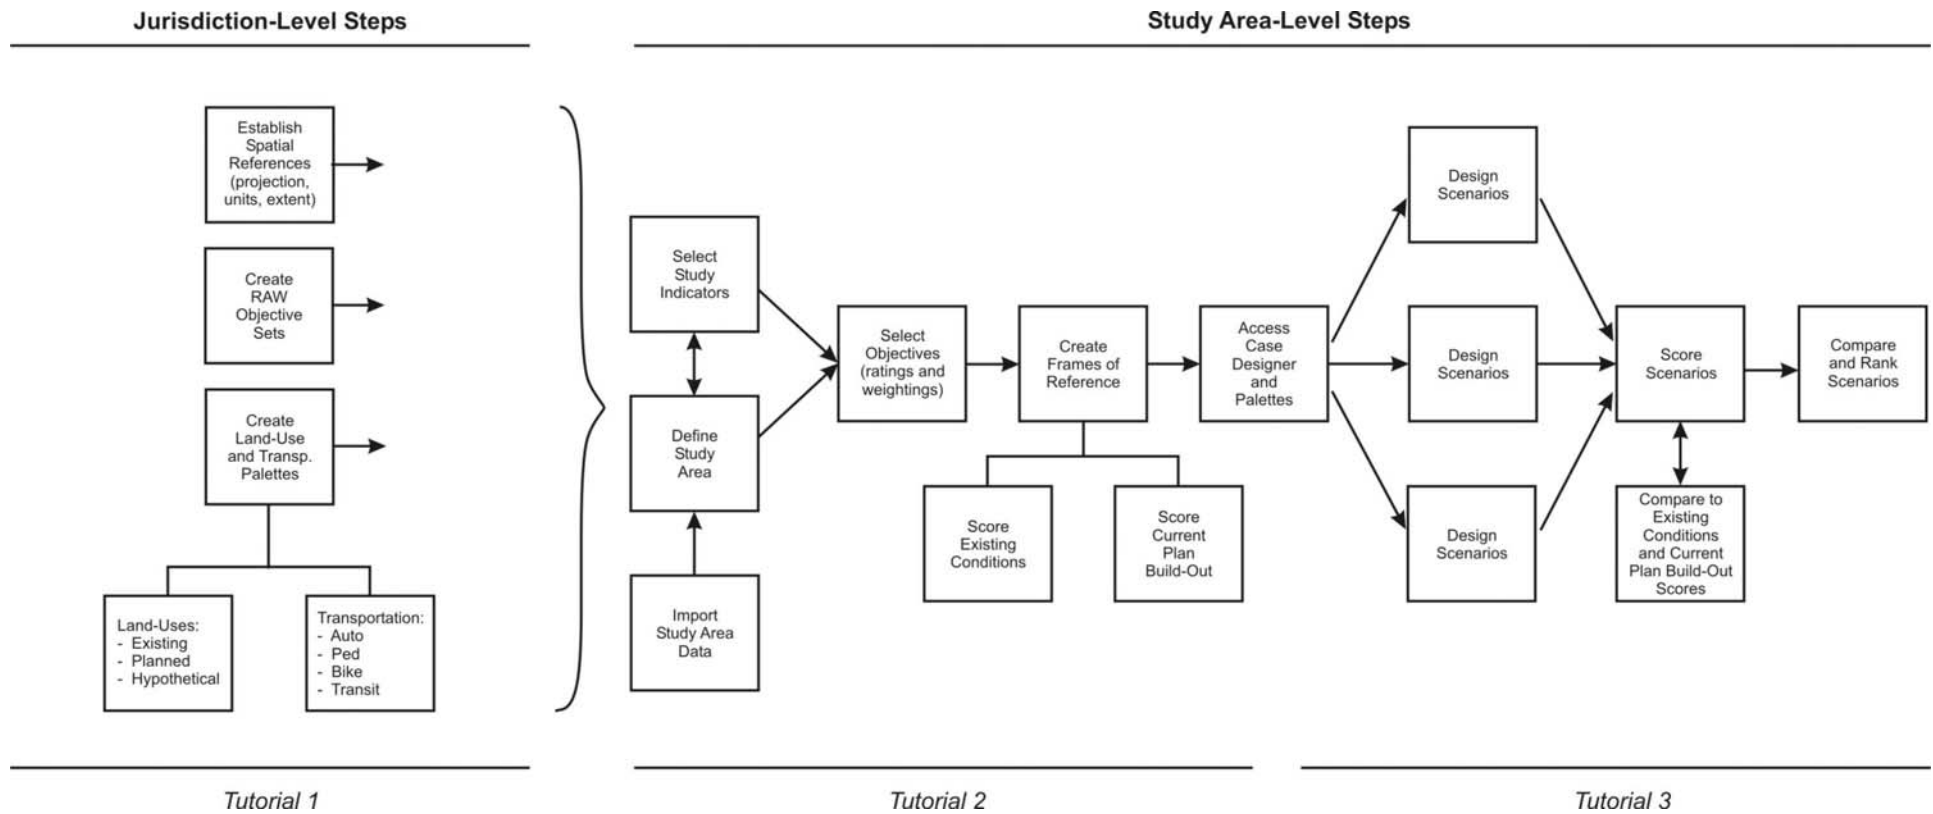 Jurisdiction-Level Steps
Study Area-Level Steps
Establish
Spatial
References
(projection,
units, extent)
Create
RAW
Objective
Sets
Create
Land-Use
and Transp.
Palettes
Land-Uses:
- Existing
- Planned
- Hypothetical
Transportation:
- Auto
- Ped
- Bike
- Transit
Select
Study
Indicators
Define
Study
Area
Import
Study Area
Data
Select
Objectives
(ratings and
weightings)
Create
Frames of
Reference
Score
Existing
Conditions
Score
Current
Plan
Build-Out
Access
Case
Designer
and
Palettes
Design
Scenarios
Design
Scenarios
Design
Scenarios
Score
Scenarios
Compare to
Existing
Conditions
and Current
Plan Build-Out
Scores
Compare
and Rank
Scenarios
Tutorial 1
Tutorial 2
Tutorial 3